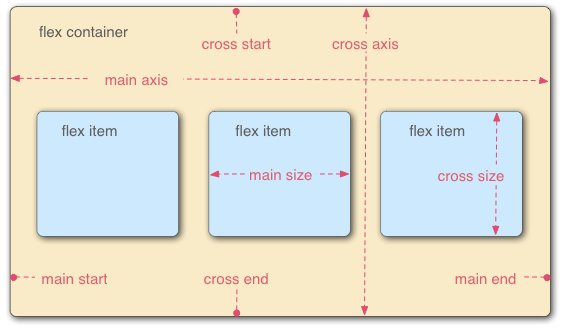 flex container
cross start
cross axis
main axis
flex item
flex item
flex item
main size
cross size
main start
cross end
main end